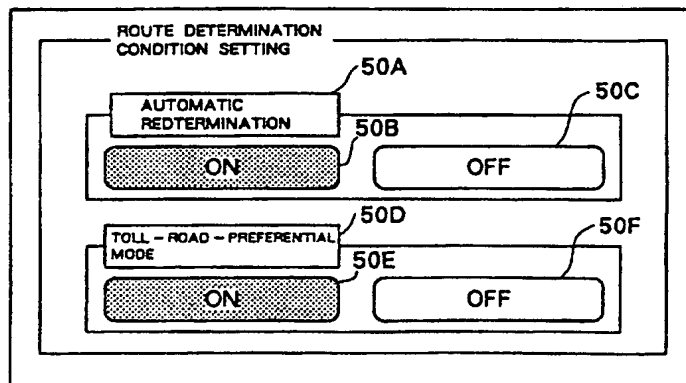 ROUTE DETERMINATION
CONDITION SETTING
50A
AUTOMATIC
REDTERMINATION
50B
50C
ON
OFF
50D
TOLL-ROAD-PREFERENTIAL
MODE
50E
50F
ON
OFF